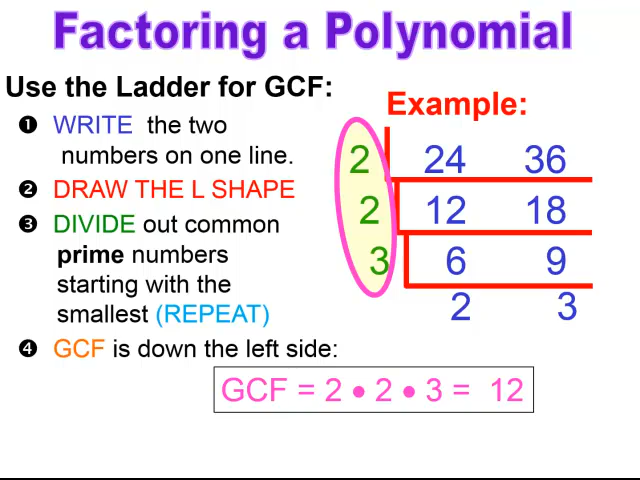 Factoring a Polynomial
Use the Ladder for GCF:
Example:
❶ WRITE the two
numbers on one line.
❷ DRAW THE L SHAPE
❸ DIVIDE out common
prime numbers
starting with the
smallest (REPEAT)
❹ GCF is down the left side:
2 24 36
2 12 18
3 6 9
2 3
GCF = 2 • 2 • 3 = 12